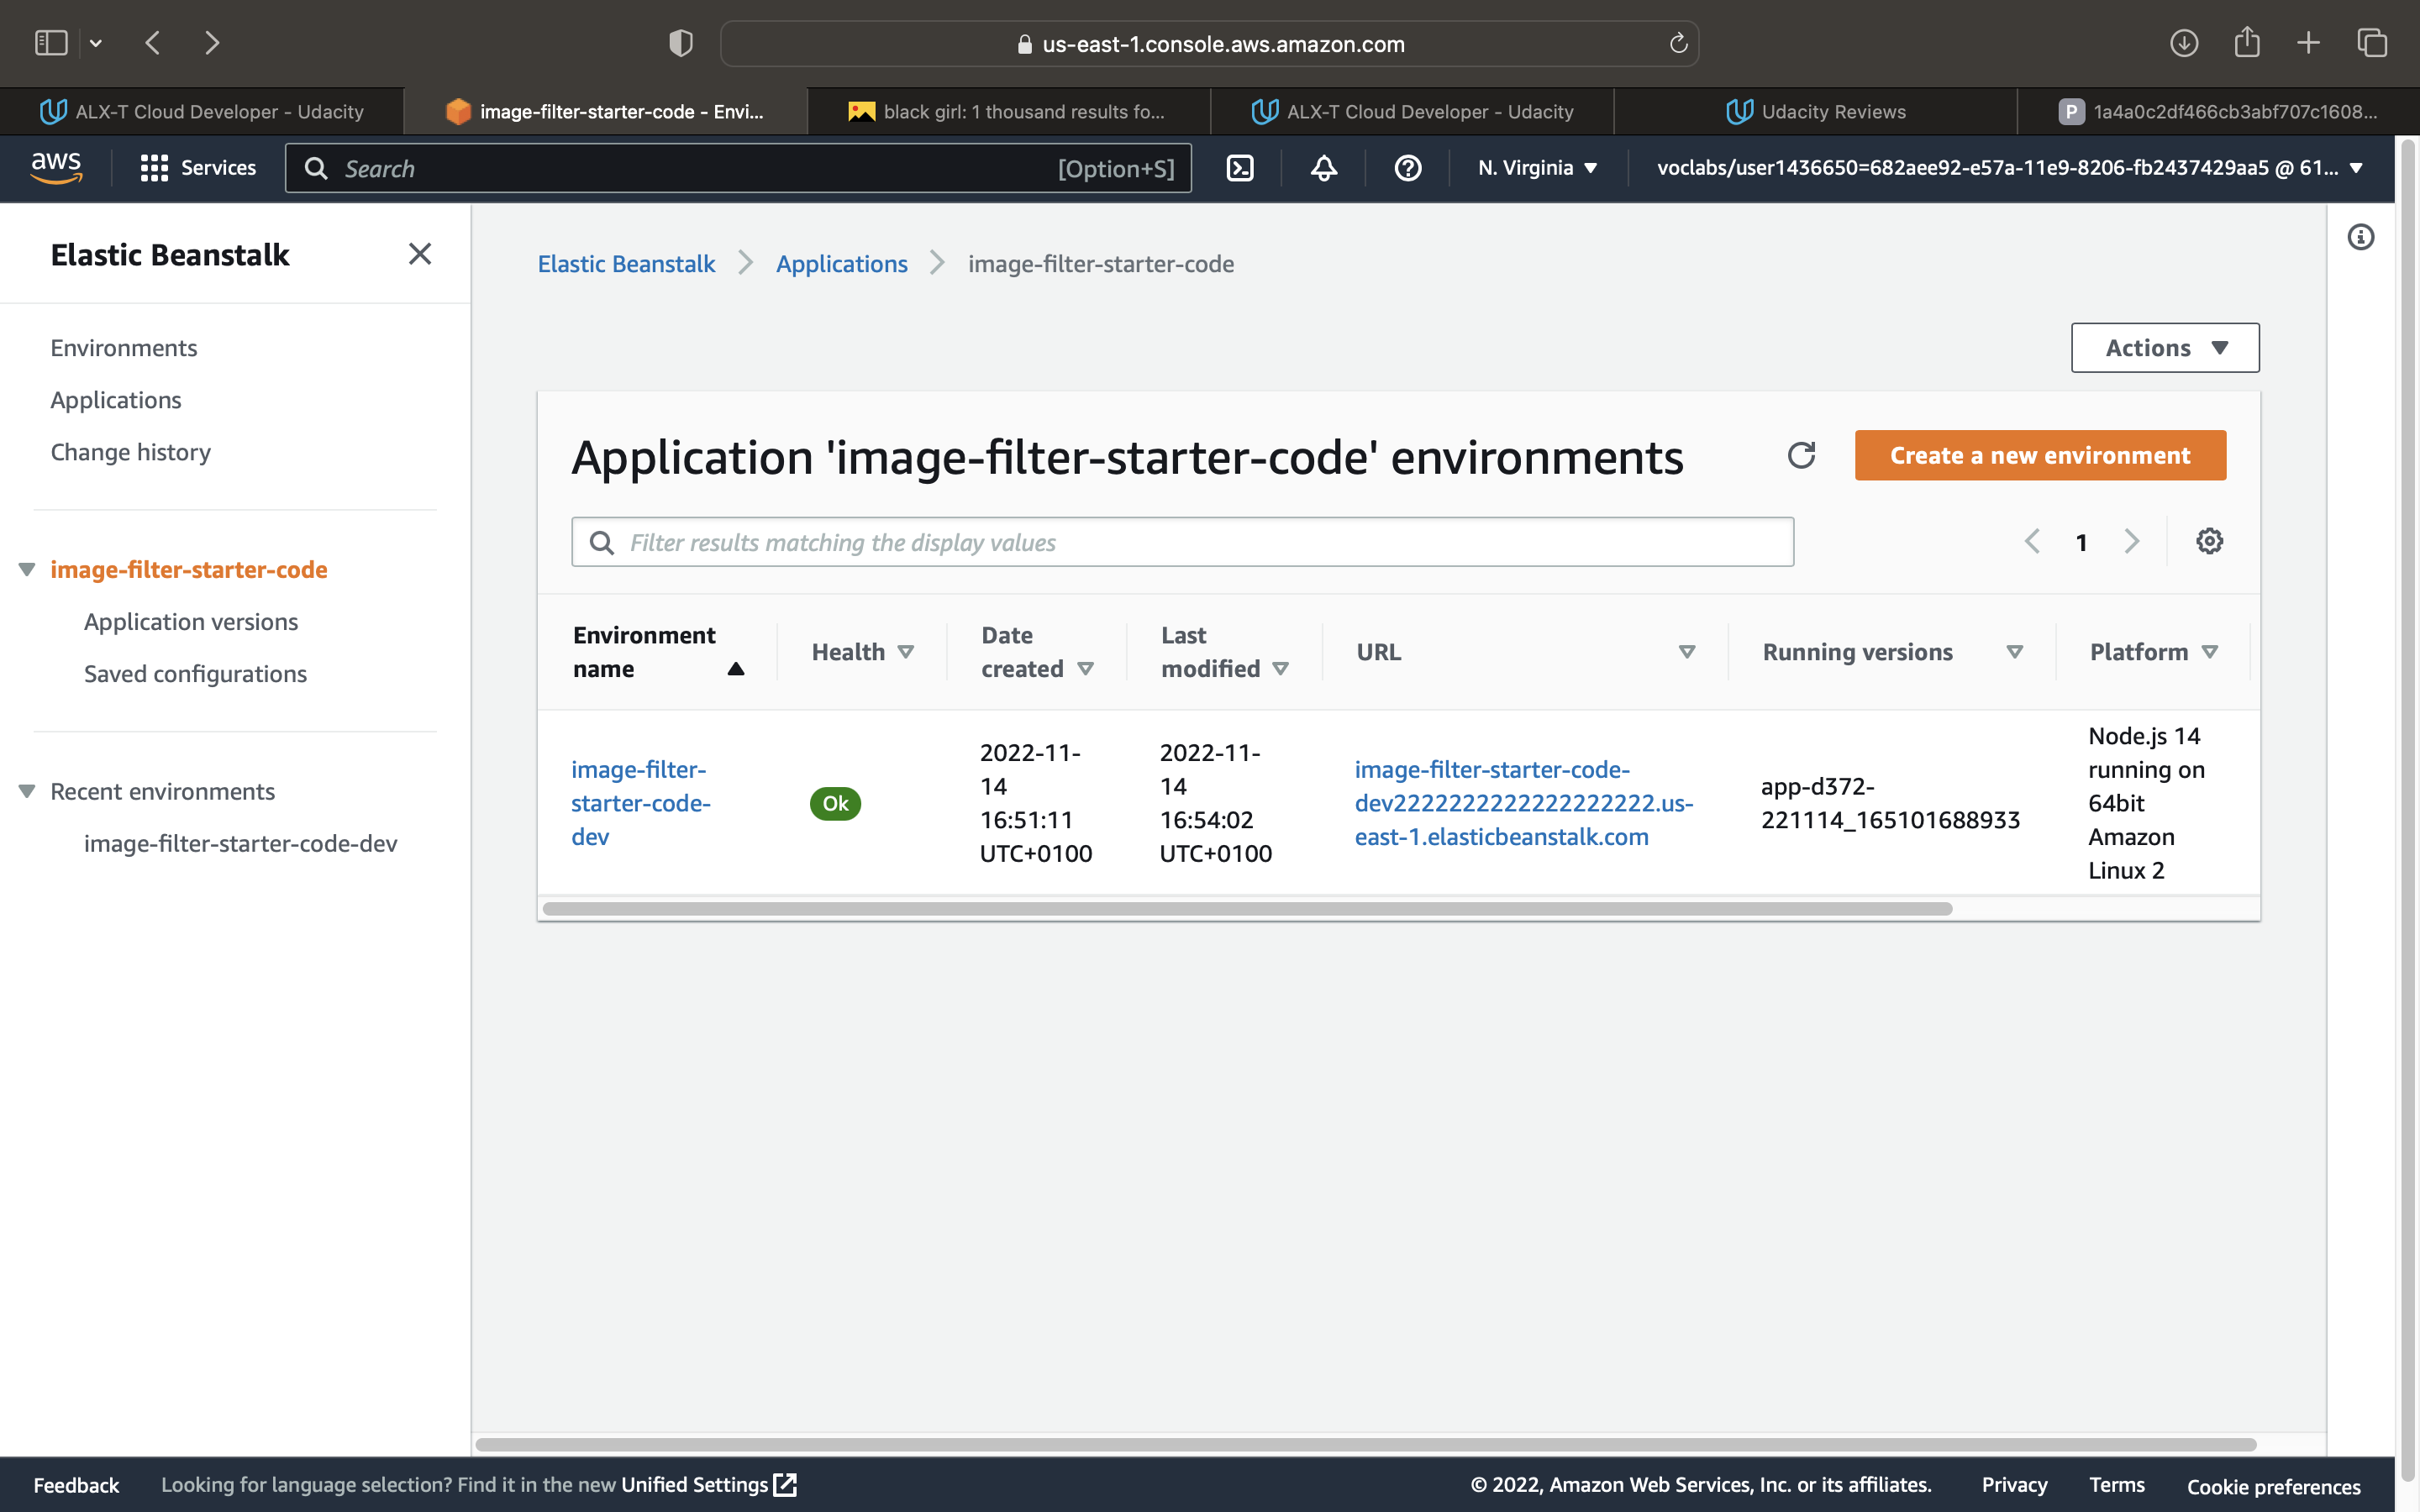 us-east-1.console.aws.amazon.com
ALX-T Cloud Developer - Udacity
image-filter-starter-code - Envi...
black girl: 1 thousand results fo...
ALX-T Cloud Developer - Udacity
Udacity Reviews
P 1a4a0c2df466cb3abf707c1608...
aws
Services
Search
[Option+S]
N. Virginia
voclabs/user1436650=682aee92-e57a-11e9-8206-fb2437429aa5 @ 61...
Elastic Beanstalk
Environments
Applications
Change history
image-filter-starter-code
Application versions
Saved configurations
Recent environments
image-filter-starter-code-dev
Elastic Beanstalk
Applications
image-filter-starter-code
Actions
Application 'image-filter-starter-code' environments
Create a new environment
Filter results matching the display values
1
Environment
name
Health
Date
created
Last
modified
URL
Running versions
Platform
image-filter-
starter-code-
dev
Ok
2022-11-
14
16:51:11
UTC+0100
2022-11-
14
16:54:02
UTC+0100
image-filter-starter-code-
dev2222222222222222222.us-
east-1.elasticbeanstalk.com
app-d372-
221114_165101688933
Node.js 14
running on
64bit
Amazon
Linux 2
Feedback
Looking for language selection? Find it in the new Unified Settings
© 2022, Amazon Web Services, Inc. or its affiliates.
Privacy
Terms
Cookie preferences